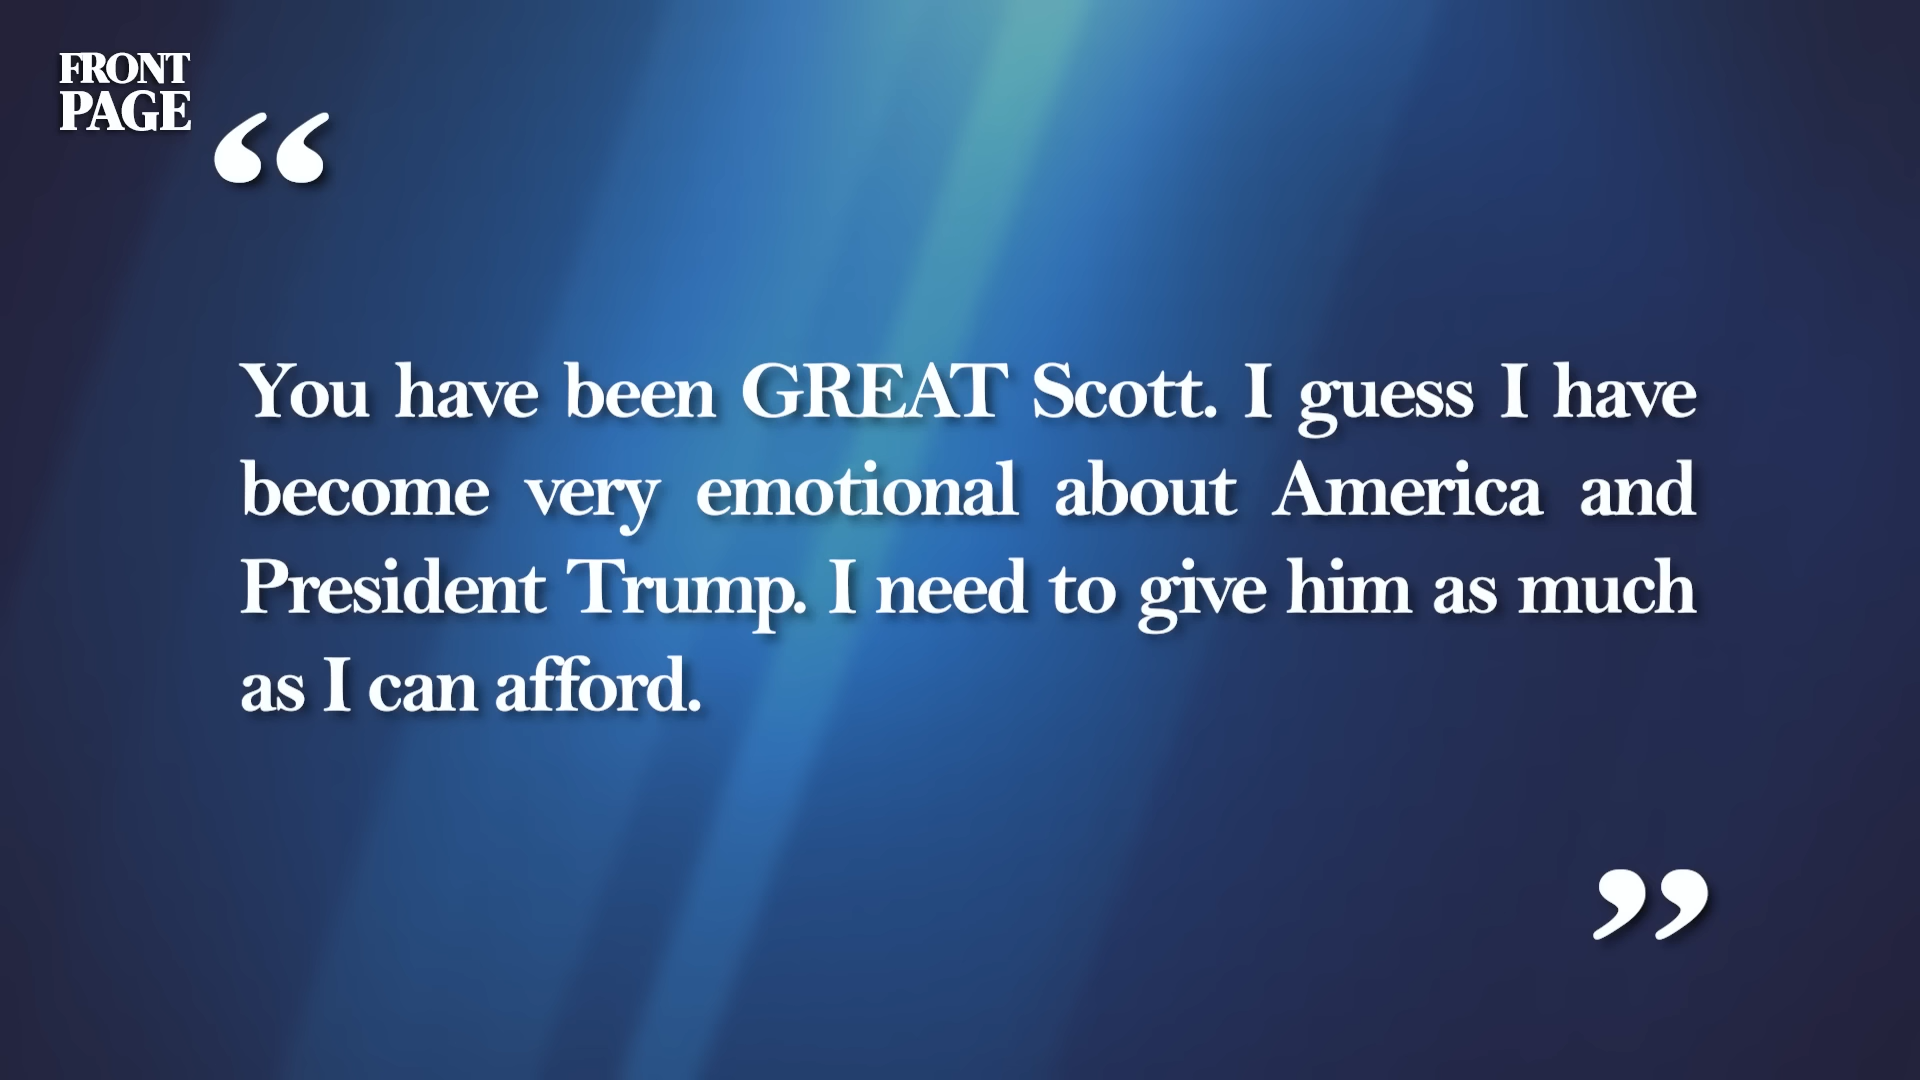 FRONT
PAGE
“
You have been GREAT Scott. I guess I have
become very emotional about America and
President Trump. I need to give him as much
as I can afford.
”